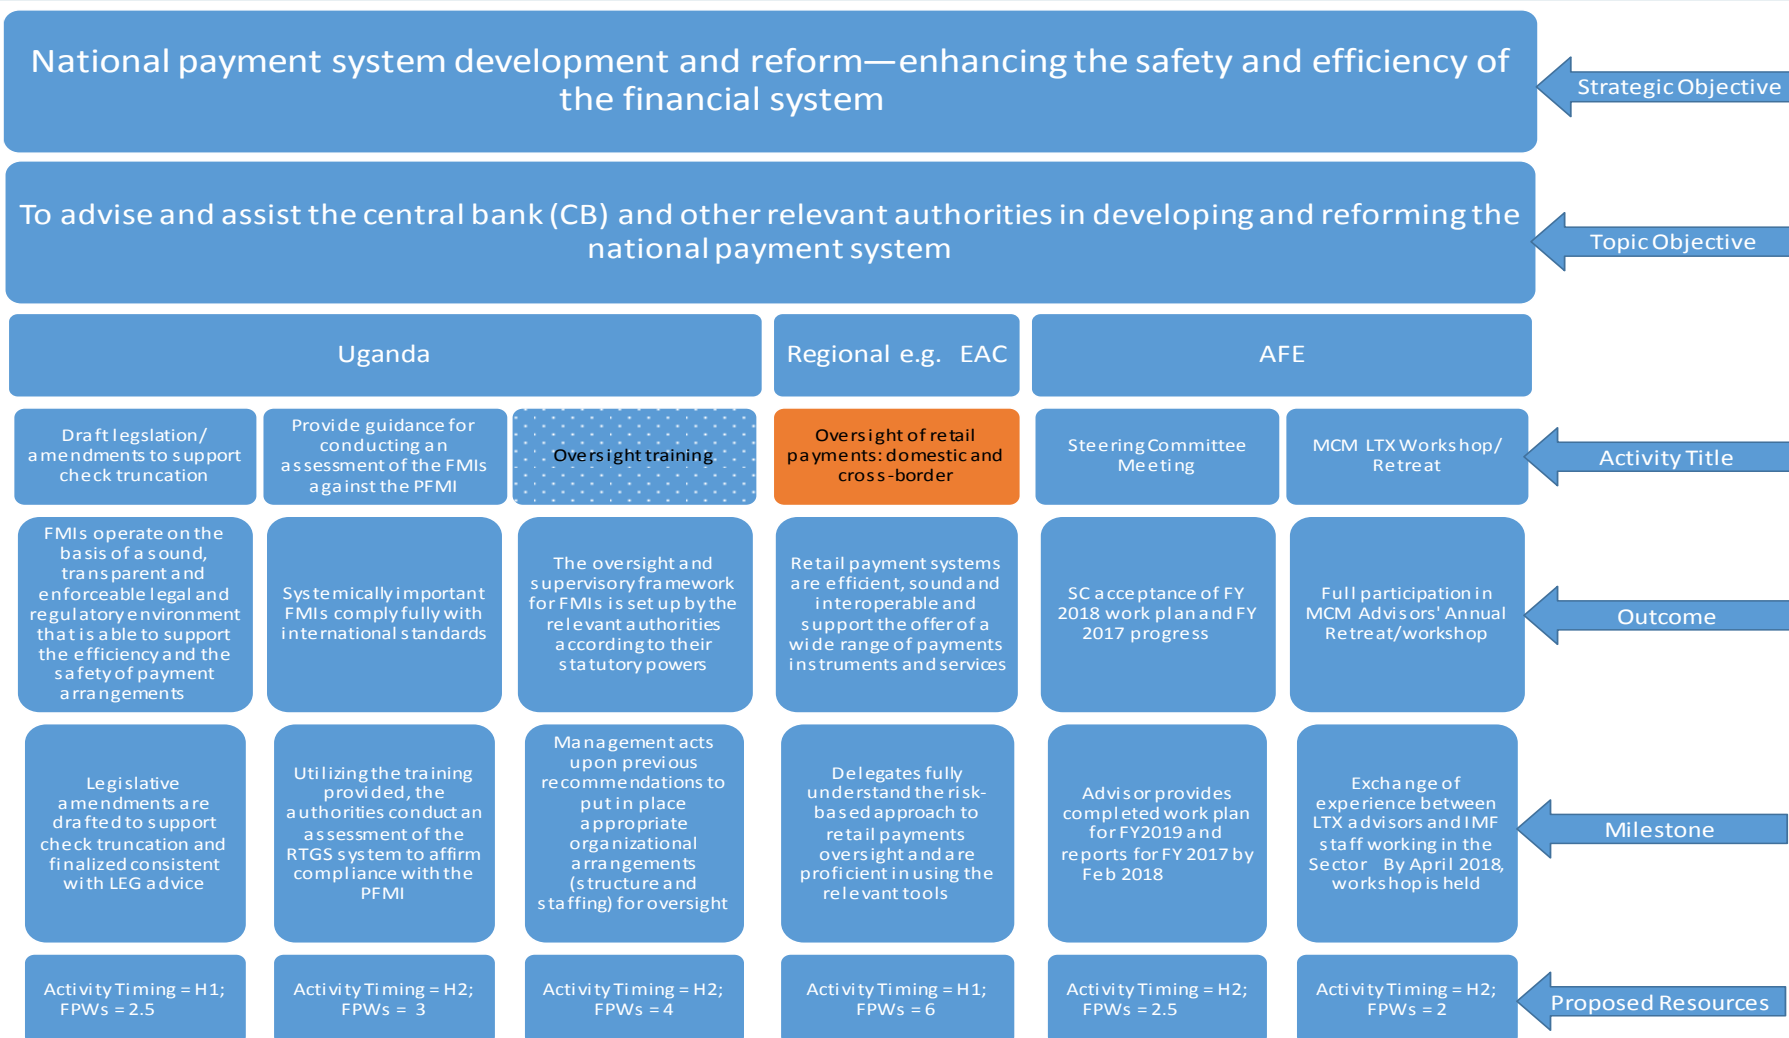 National payment system development and reform—enhancing the safety and efficiency of
the financial system
Strategic Objective
To advise and assist the central bank (CB) and other relevant authorities in developing and reforming the
national payment system
Topic Objective
Uganda
Regional e.g. EAC
AFE
Draft legslation/
amendments to support
check truncation
Provide guidance for
conducting an
assessment of the FMIs
against the PFMI
Oversight training
Oversight of retail
payments: domestic and
cross-border
Steering Committee
Meeting
MCM LTX Workshop/
Retreat
Activity Title
FMIs operate on the
basis of a sound,
transparent and
enforceable legal and
regulatory environment
that is able to support
the efficiency and the
safety of payment
arrangements
Systemically important
FMIs comply fully with
international standards
The oversight and
supervisory framework
for FMIs is set up by the
relevant authorities
according to their
statutory powers
Retail payment systems
are efficient, sound and
interoperable and
support the offer of a
wide range of payments
instruments and services
SC acceptance of FY
2018 work plan and FY
2017 progress
Full participation in
MCM Advisors' Annual
Retreat/workshop
Outcome
Legislative
amendments are
drafted to support
check truncation and
finalized consistent
with LEG advice
Utilizing the training
provided, the
authorities conduct an
assessment of the
RTGS system to affirm
compliance with the
PFMI
Management acts
upon previous
recommendations to
put in place
appropriate
organizational
arrangements
(structure and
staffing) for oversight
Delegates fully
understand the risk-
based approach to
retail payments
oversight and are
proficient in using the
relevant tools
Advisor provides
completed work plan
for FY2019 and
reports for FY 2017 by
Feb 2018
Exchange of
experience between
LTX advisors and IMF
staff working in the
Sector By April 2018,
workshop is held
Milestone
Activity Timing = H1;
FPWs = 2.5
Activity Timing = H2;
FPWs = 3
Activity Timing = H2;
FPWs = 4
Activity Timing = H1;
FPWs = 6
Activity Timing = H2;
FPWs = 2.5
Activity Timing = H2;
FPWs = 2
Proposed Resources